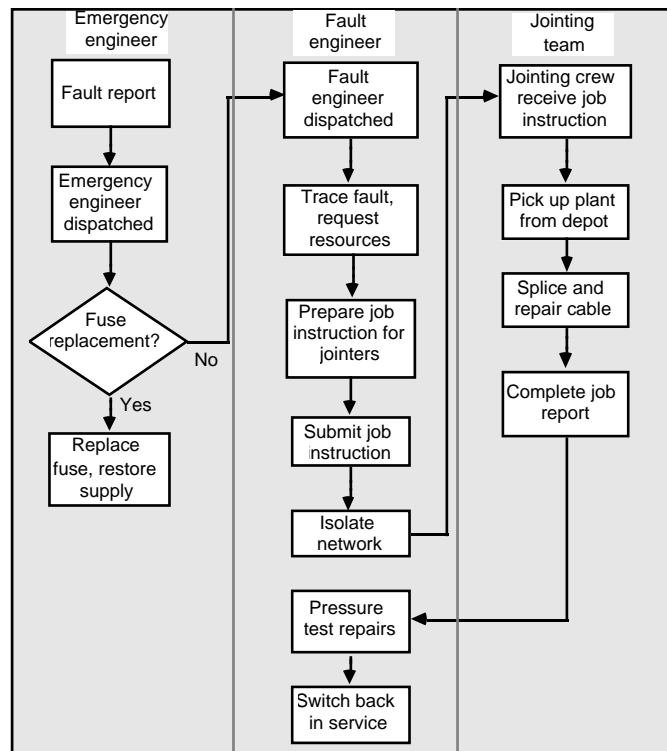 Emergency
engineer
Fault report
Emergency
engineer
dispatched
Fuse
replacement?
No
Yes
Replace
fuse, restore
supply
Fault
engineer
Fault
engineer
dispatched
Trace fault,
request
resources
Prepare job
instruction for
jointers
Submit job
instruction
Isolate
network
Pressure
test repairs
Switch back
in service
Jointing
team
Jointing crew
receive job
instruction
Pick up plant
from depot
Splice and
repair cable
Complete job
report